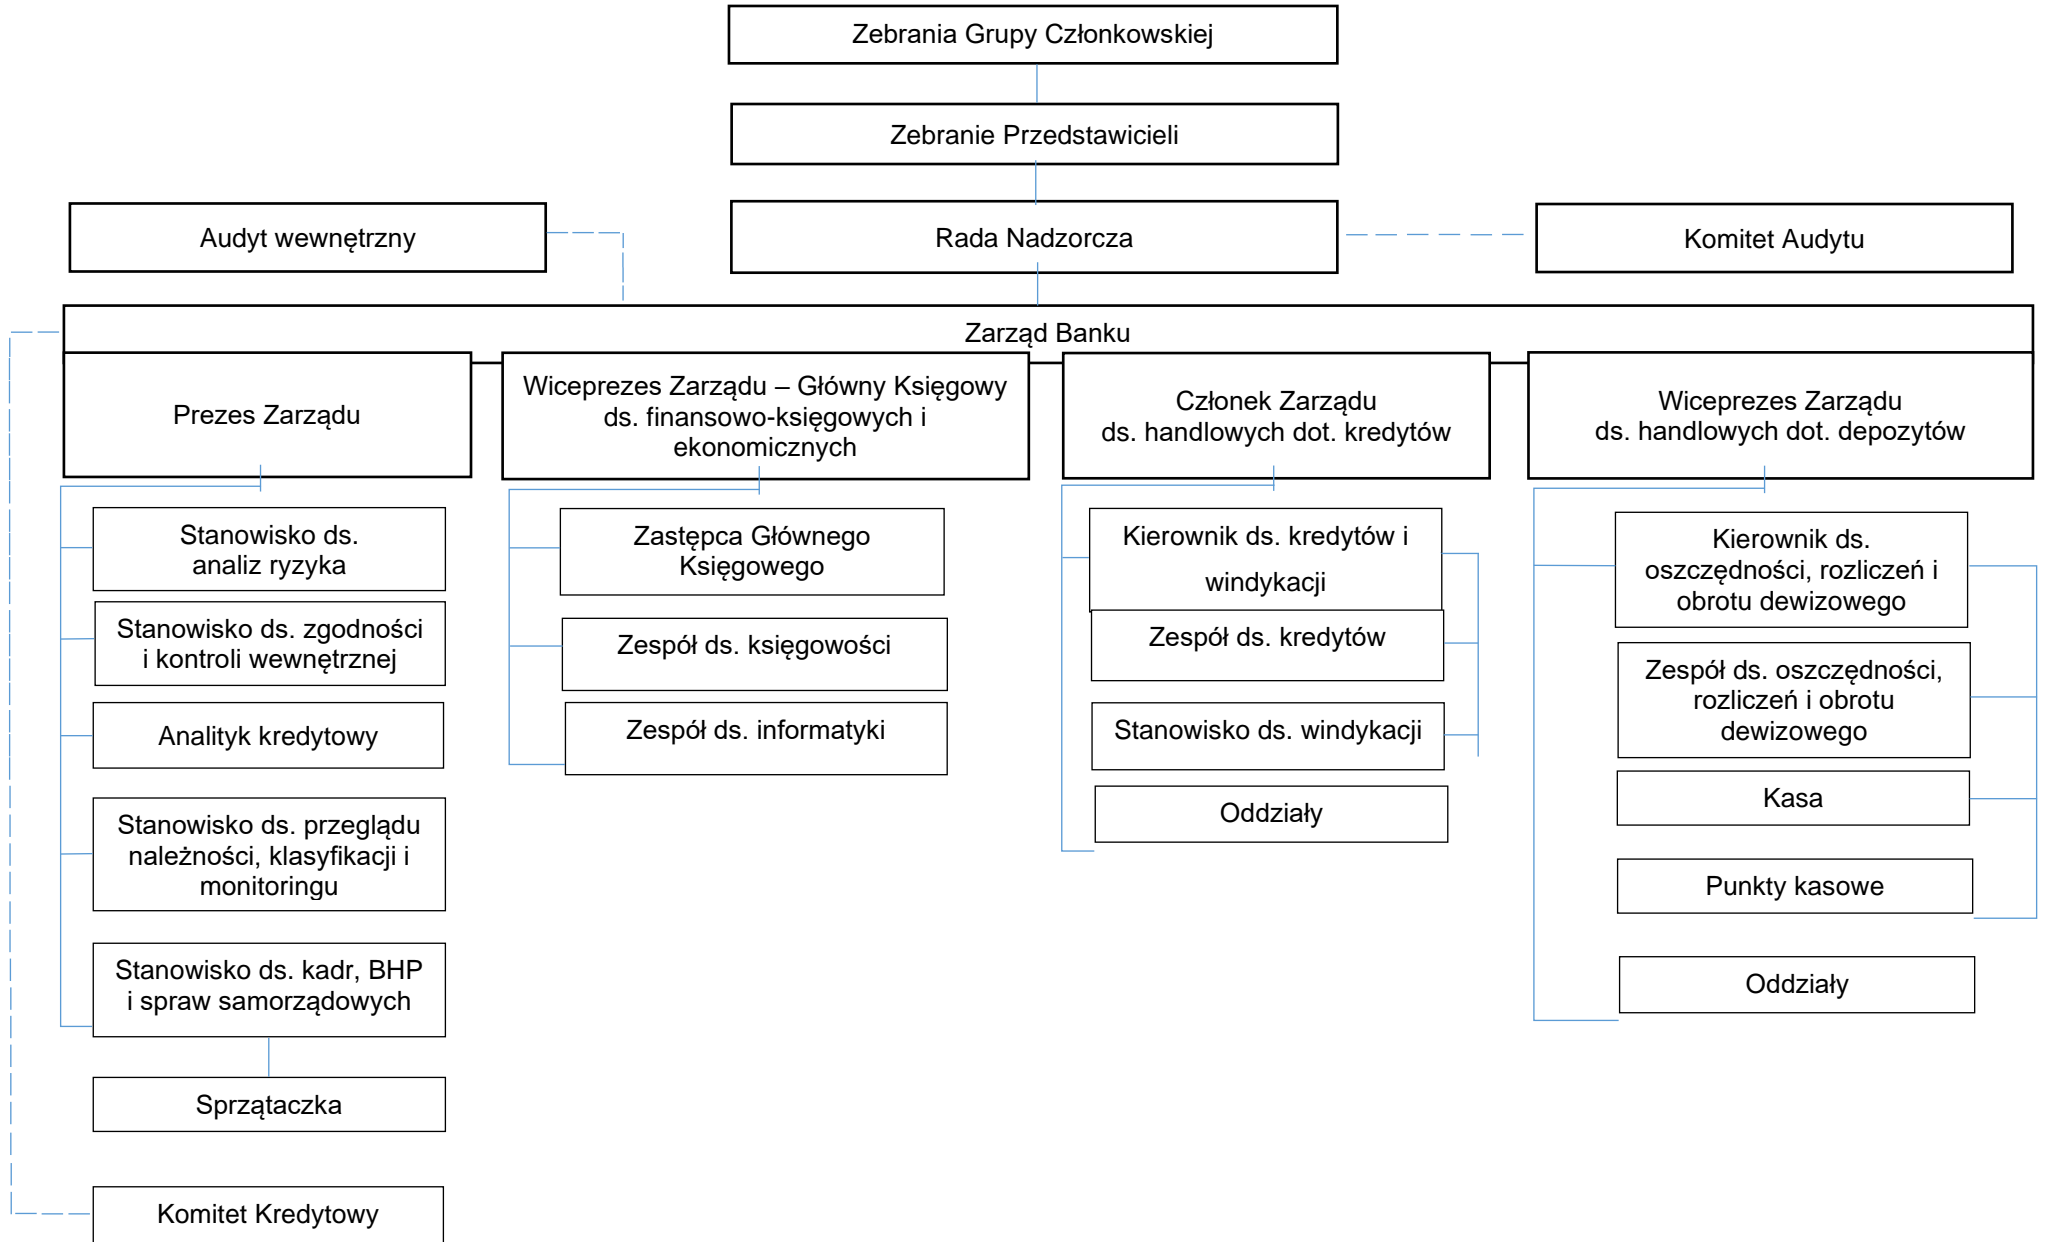 Zebrania Grupy Członkowskiej
Zebranie Przedstawicieli
Audyt wewnętrzny
Rada Nadzorcza
Komitet Audytu
Zarząd Banku
Prezes Zarządu
Wiceprezes Zarządu – Główny Księgowy
ds. finansowo-księgowych i
ekonomicznych
Członek Zarządu
ds. handlowych dot. kredytów
Wiceprezes Zarządu
ds. handlowych dot. depozytów
Stanowisko ds.
analiz ryzyka
Stanowisko ds. zgodności
i kontroli wewnętrznej
Analityk kredytowy
Stanowisko ds. przeglądu
należności, klasyfikacji i
monitoringu
Stanowisko ds. kadr, BHP
i spraw samorządowych
Sprzątaczka
Komitet Kredytowy
Zastępca Głównego
Księgowego
Zespół ds. księgowości
Zespół ds. informatyki
Kierownik ds. kredytów i
windykacji
Zespół ds. kredytów
Stanowisko ds. windykacji
Oddziały
Kierownik ds.
oszczędności, rozliczeń i
obrotu dewizowego
Zespół ds. oszczędności,
rozliczeń i obrotu
dewizowego
Kasa
Punkty kasowe
Oddziały